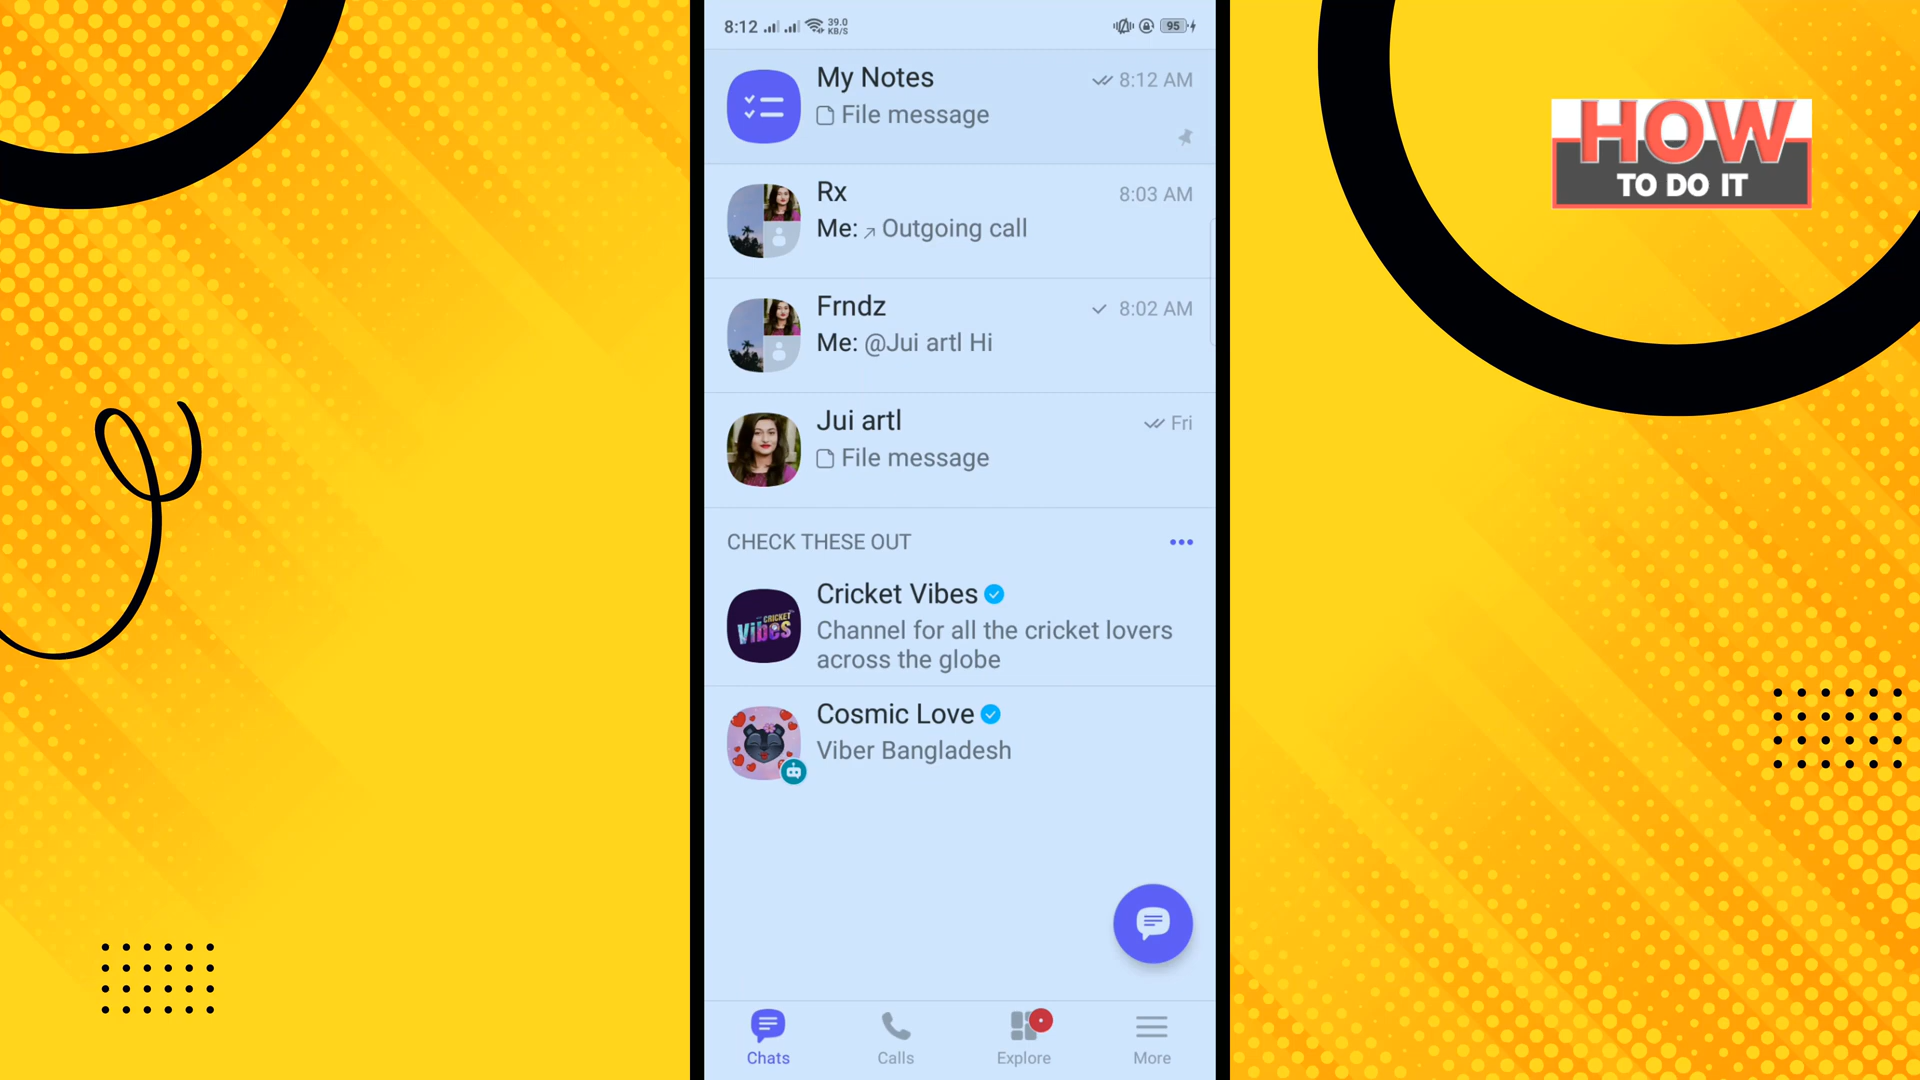 8:12 39.0 KB/S 95
My Notes 8:12 AM
File message
Rx 8:03 AM
Me: Outgoing call
Frndz 8:02 AM
Me: @Jui artl Hi
Jui artl Fri
File message
CHECK THESE OUT
Cricket Vibes
Channel for all the cricket lovers
across the globe
CRICKET
Vibes
Cosmic Love
Viber Bangladesh
Chats Calls Explore More
HOW
TO DO IT